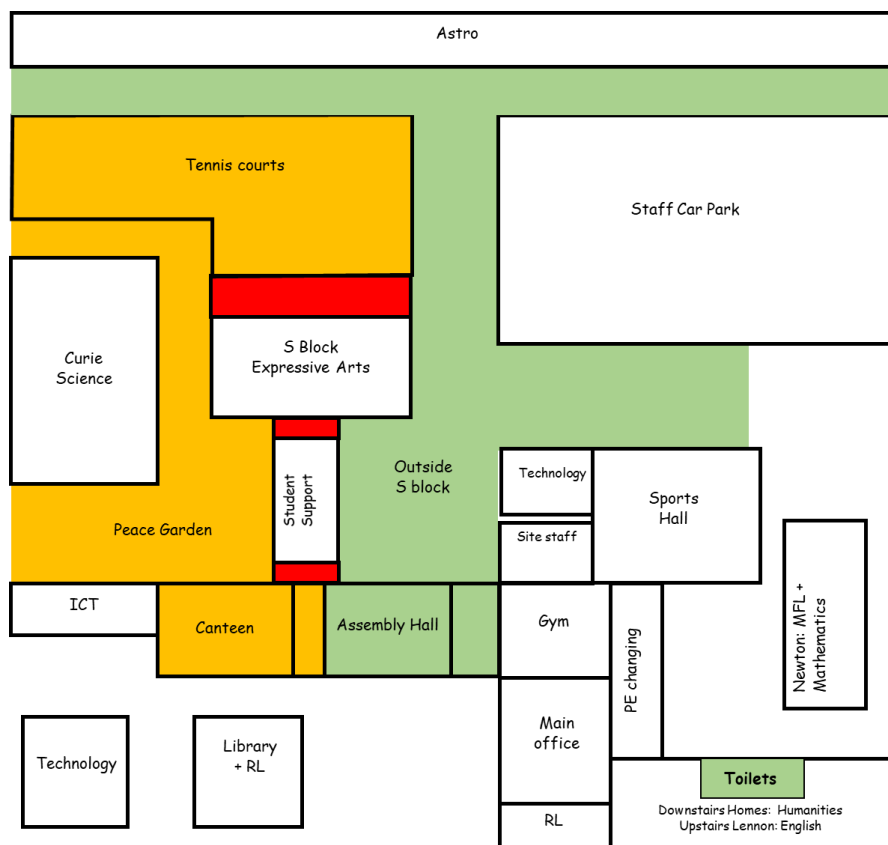 Astro
Tennis courts
Staff Car Park
Curie
Science
S Block
Expressive Arts
Outside
S block
Student
Support
Technology
Sports
Hall
Site staff
Peace Garden
Newton: MFL +
Mathematics
ICT
Canteen
Assembly Hall
Gym
PE changing
Technology
Library
+ RL
Main
office
Toilets
Downstairs Homes: Humanities
Upstairs Lennon: English
RL